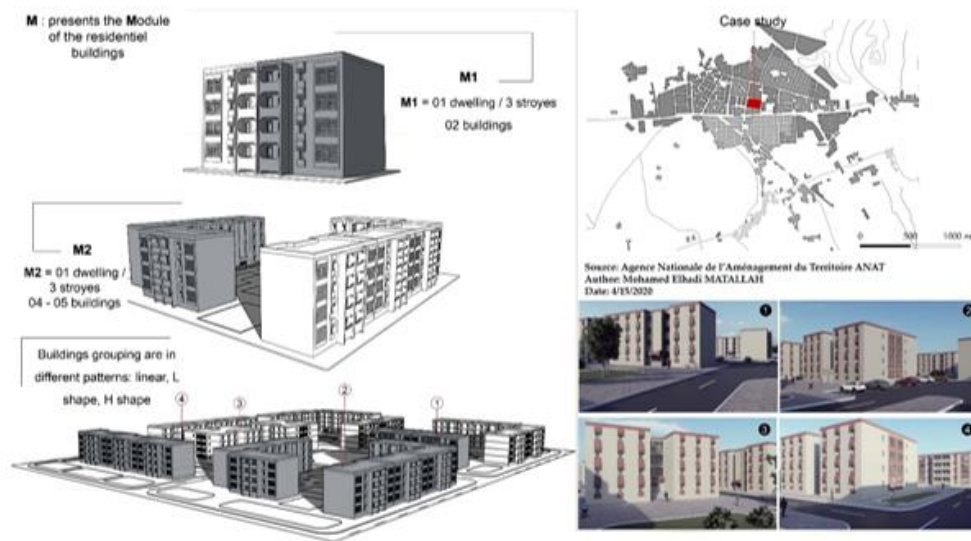 M : presents the Module
of the residentiel
buildings
M1
M1 = 01 dwelling / 3 stroyes
02 buildings
M2
M2 = 01 dwelling /
3 stroyes
04 - 05 buildings
Buildings grouping are in
different patterns: linear, L
shape, H shape
4
3
2
1
Case study
0 500 1000 m
Source: Agence Nationale de l'Aménagement du Territoire ANAT
Author: Mohamed Elhadi MATALLAH
Date: 4/15/2020
1
2
3
4